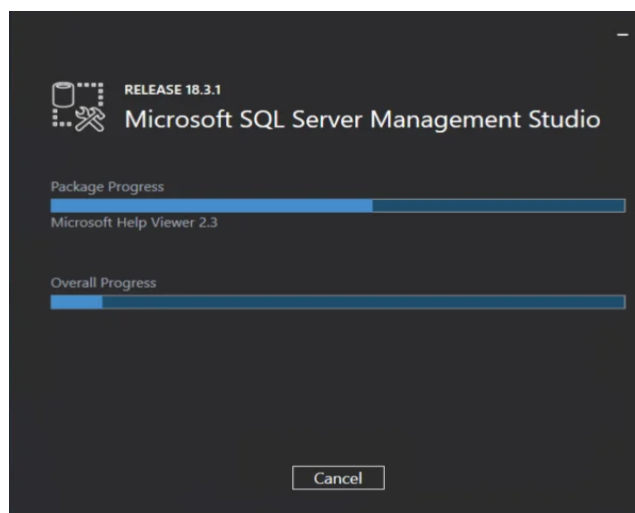 RELEASE 18.3.1
Microsoft SQL Server Management Studio
Package Progress
Microsoft Help Viewer 2.3
Overall Progress
Cancel